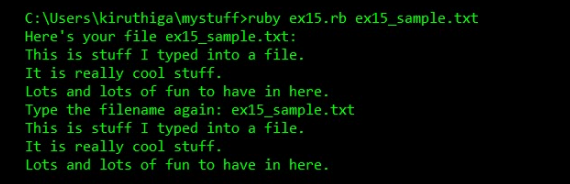 C:\Users\kiruthiga\mystuff>ruby ex15.rb ex15_sample.txt
Here's your file ex15_sample.txt:
This is stuff I typed into a file.
It is really cool stuff.
Lots and lots of fun to have in here.
Type the filename again: ex15_sample.txt
This is stuff I typed into a file.
It is really cool stuff.
Lots and lots of fun to have in here.